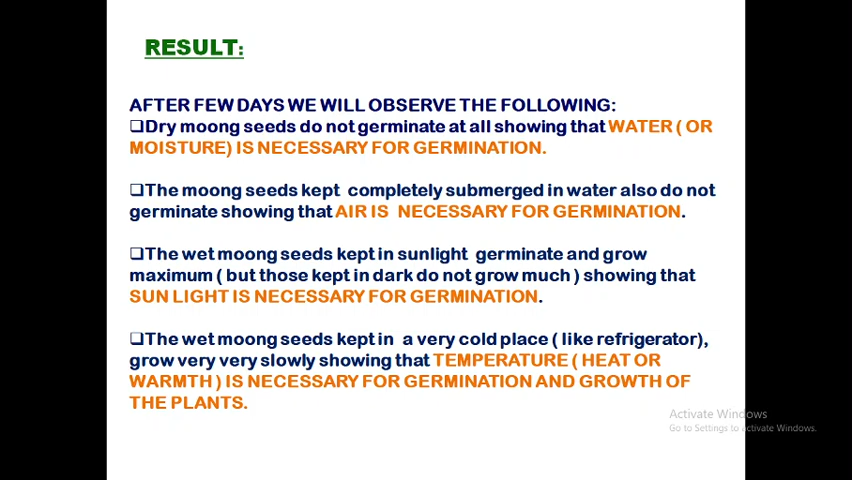 RESULT:
AFTER FEW DAYS WE WILL OBSERVE THE FOLLOWING:
❑Dry moong seeds do not germinate at all showing that WATER ( OR
MOISTURE) IS NECESSARY FOR GERMINATION.
❑The moong seeds kept completely submerged in water also do not
germinate showing that AIR IS NECESSARY FOR GERMINATION.
❑The wet moong seeds kept in sunlight germinate and grow
maximum ( but those kept in dark do not grow much ) showing that
SUN LIGHT IS NECESSARY FOR GERMINATION.
❑The wet moong seeds kept in a very cold place ( like refrigerator),
grow very very slowly showing that TEMPERATURE ( HEAT OR
WARMTH ) IS NECESSARY FOR GERMINATION AND GROWTH OF
THE PLANTS.
Activate Windows
Go to Settings to activate Windows.